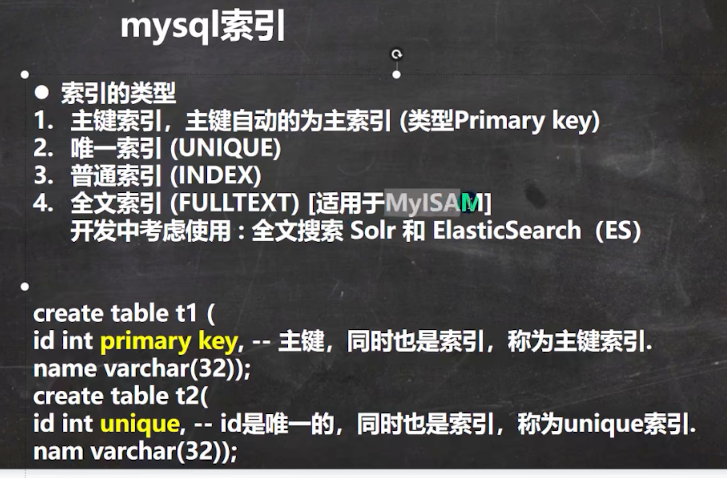 mysql索引
● 索引的类型
1. 主键索引，主键自动的为主索引 (类型Primary key)
2. 唯一索引 (UNIQUE)
3. 普通索引 (INDEX)
4. 全文索引 (FULLTEXT) [适用于MyISAM]
开发中考虑使用 : 全文搜索 Solr 和 ElasticSearch（ES）
create table t1 (
id int primary key, -- 主键，同时也是索引，称为主键索引.
name varchar(32));
create table t2(
id int unique, -- id是唯一的，同时也是索引，称为unique索引.
nam varchar(32));